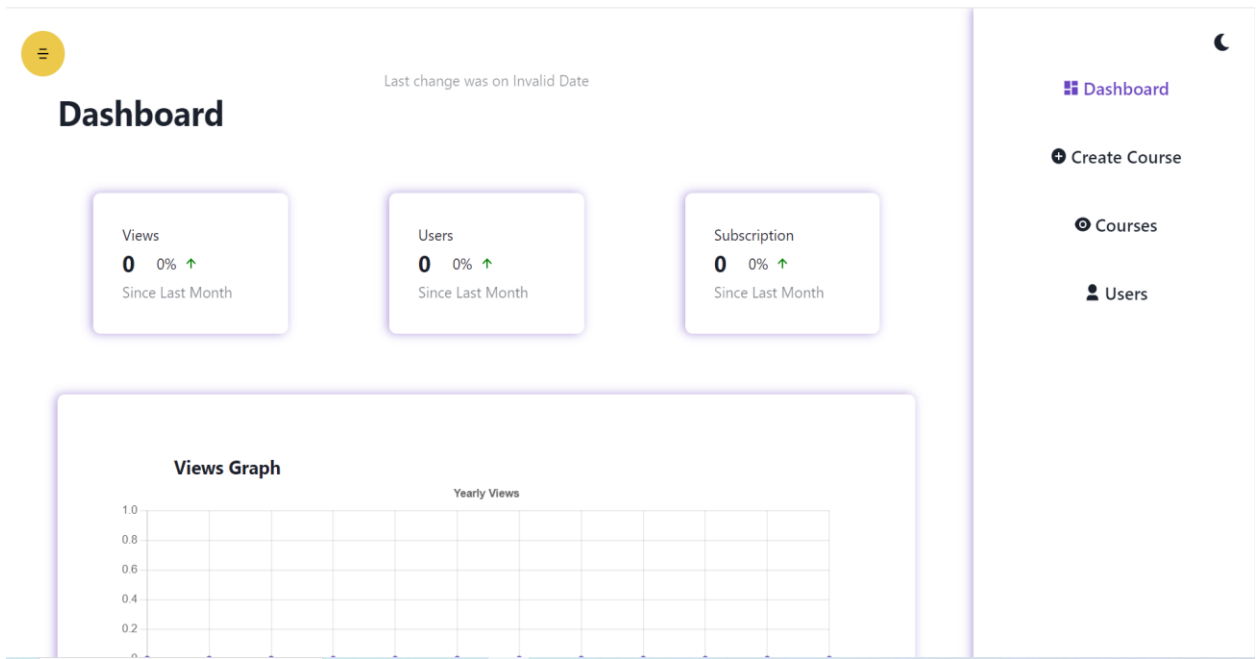 Last change was on Invalid Date
Dashboard
Views
0 0%
Since Last Month
Users
0 0%
Since Last Month
Subscription
0 0%
Since Last Month
Views Graph
Yearly Views
1.0
0.8
0.6
0.4
0.2
0
Dashboard
Create Course
Courses
Users